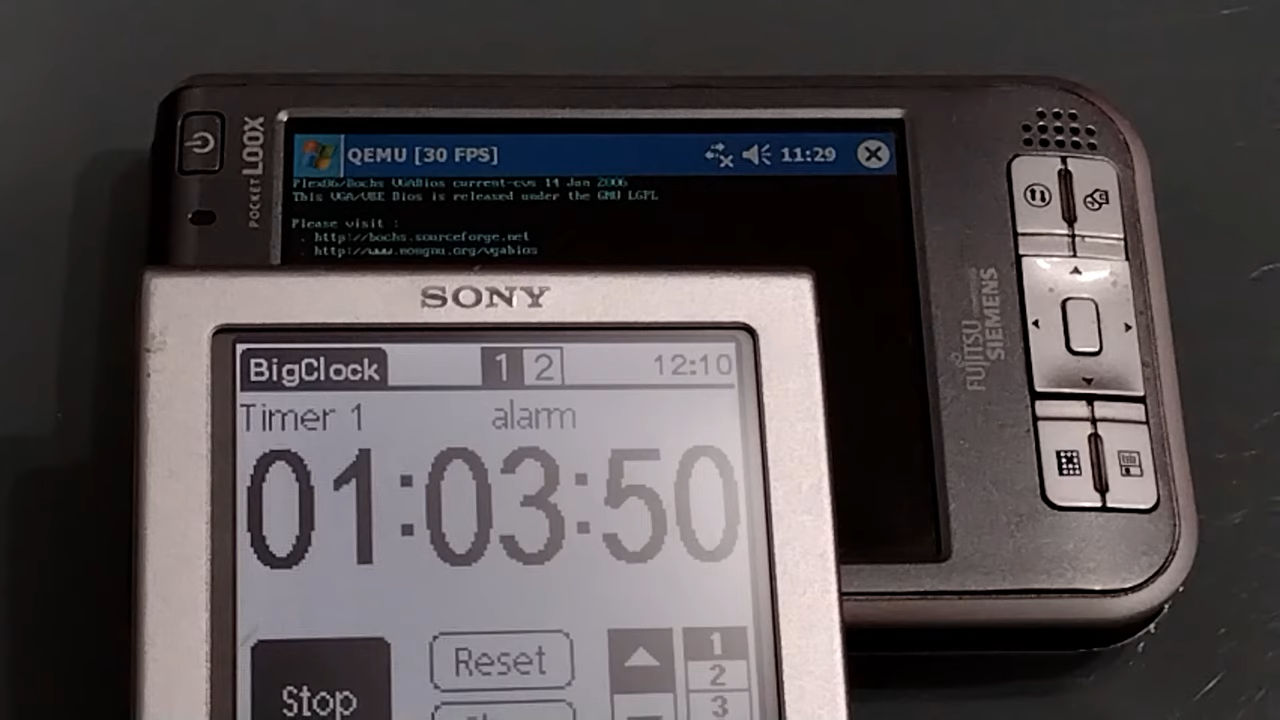 POCKET LOOX
QEMU [30 FPS]
11:29
Plex86/Bochs VGABios current-cvs 14 Jan 2006
This VGA/VBE Bios is released under the GNU LGPL
Please visit :
. http://bochs.sourceforge.net
. http://www.nongnu.org/vgabios
FUJITSU
SIEMENS
SONY
BigClock
1 2
12:10
Timer 1
alarm
01:03:50
Stop
Reset
1
2
3